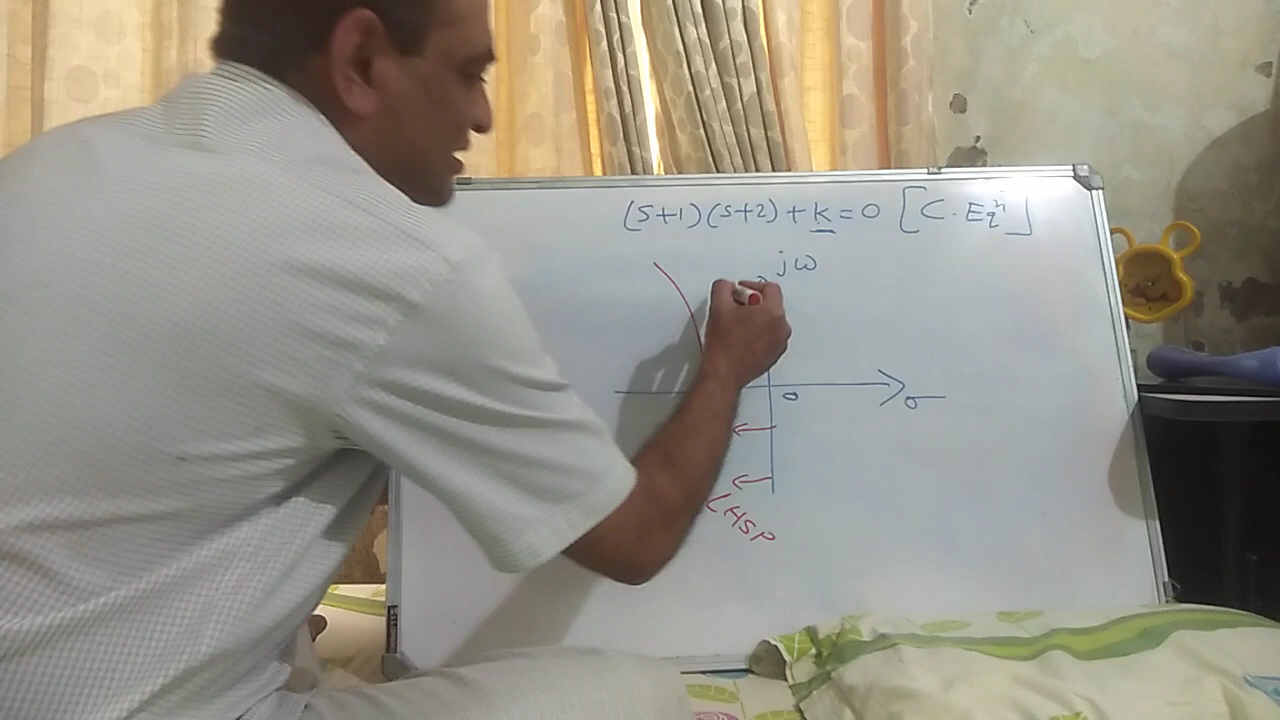 (s+1)(s+2)+k=0 [C.Eqⁿ]
jω
0
σ
LHSP